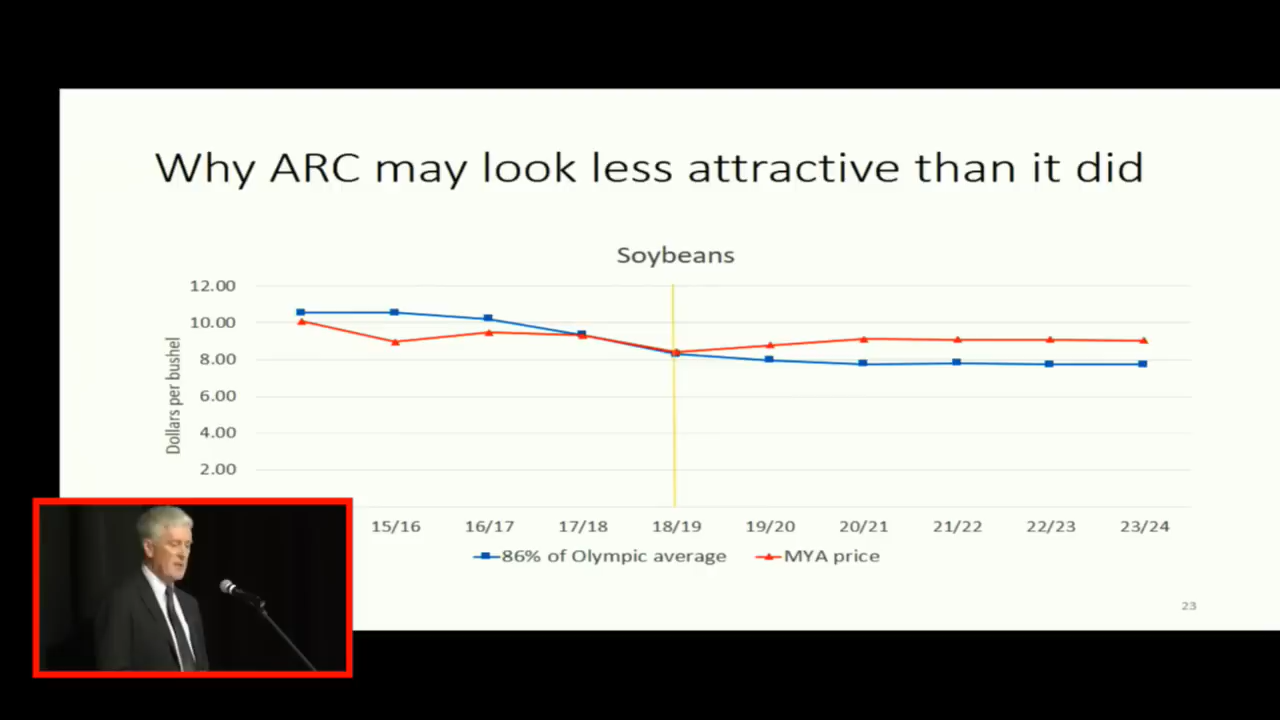 Why ARC may look less attractive than it did
Soybeans
12.00
10.00
8.00
6.00
4.00
2.00
Dollars per bushel
15/16 16/17 17/18 18/19 19/20 20/21 21/22 22/23 23/24
86% of Olympic average MYA price
23